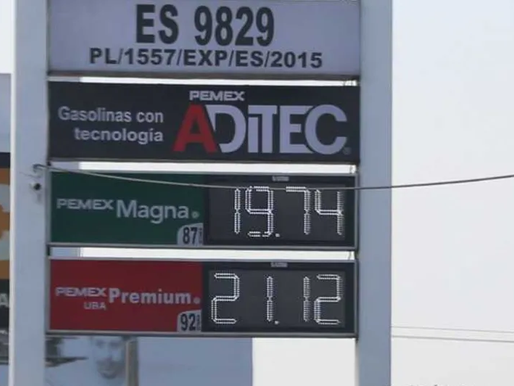 ES 9829
PL/1557/EXP/ES/2015
Gasolinas con
tecnología
PEMEX
ADITEC
PEMEX Magna
87
19.74
PEMEX Premium
UBA
92
21.12